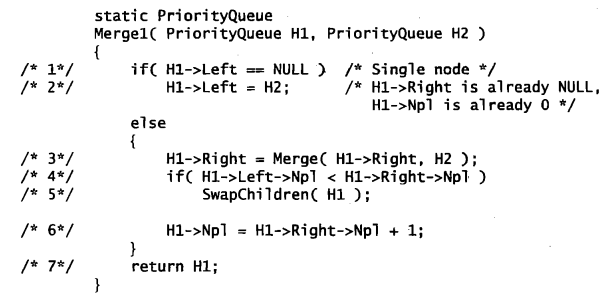 static PriorityQueue
Merge1( PriorityQueue H1, PriorityQueue H2 )
{
/* 1*/ if( H1->Left == NULL ) /* Single node */
/* 2*/ H1->Left = H2; /* H1->Right is already NULL,
H1->Npl is already 0 */
else
{
/* 3*/ H1->Right = Merge( H1->Right, H2 );
/* 4*/ if( H1->Left->Npl < H1->Right->Npl )
/* 5*/ SwapChildren( H1 );
/* 6*/ H1->Npl = H1->Right->Npl + 1;
}
/* 7*/ return H1;
}